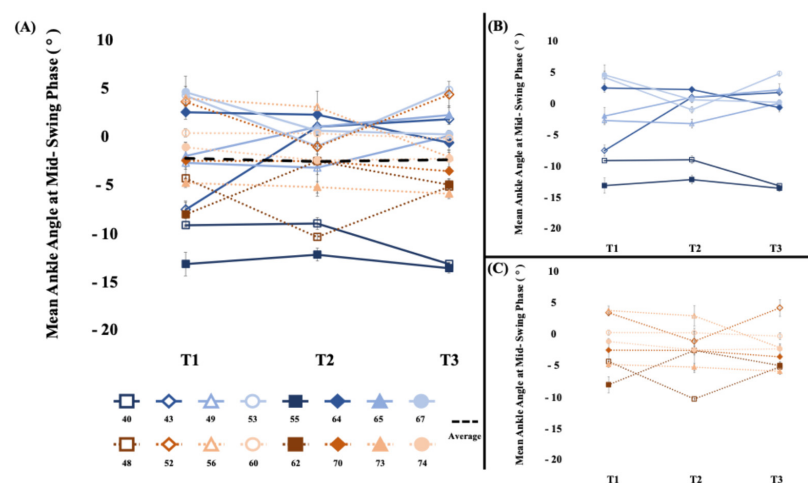 (A)
Mean Ankle Angle at Mid- Swing Phase ( ° )
10
5
0
- 5
- 10
- 15
- 20
T1 T2 T3
40 43 49 53 55 64 65 67
Average
48 52 56 60 62 70 73 74
(B)
Mean Ankle Angle at Mid- Swing Phase ( ° )
10
5
0
- 5
- 10
- 15
- 20
T1 T2 T3
(C)
Mean Ankle Angle at Mid- Swing Phase ( ° )
10
5
0
- 5
- 10
- 15
- 20
T1 T2 T3